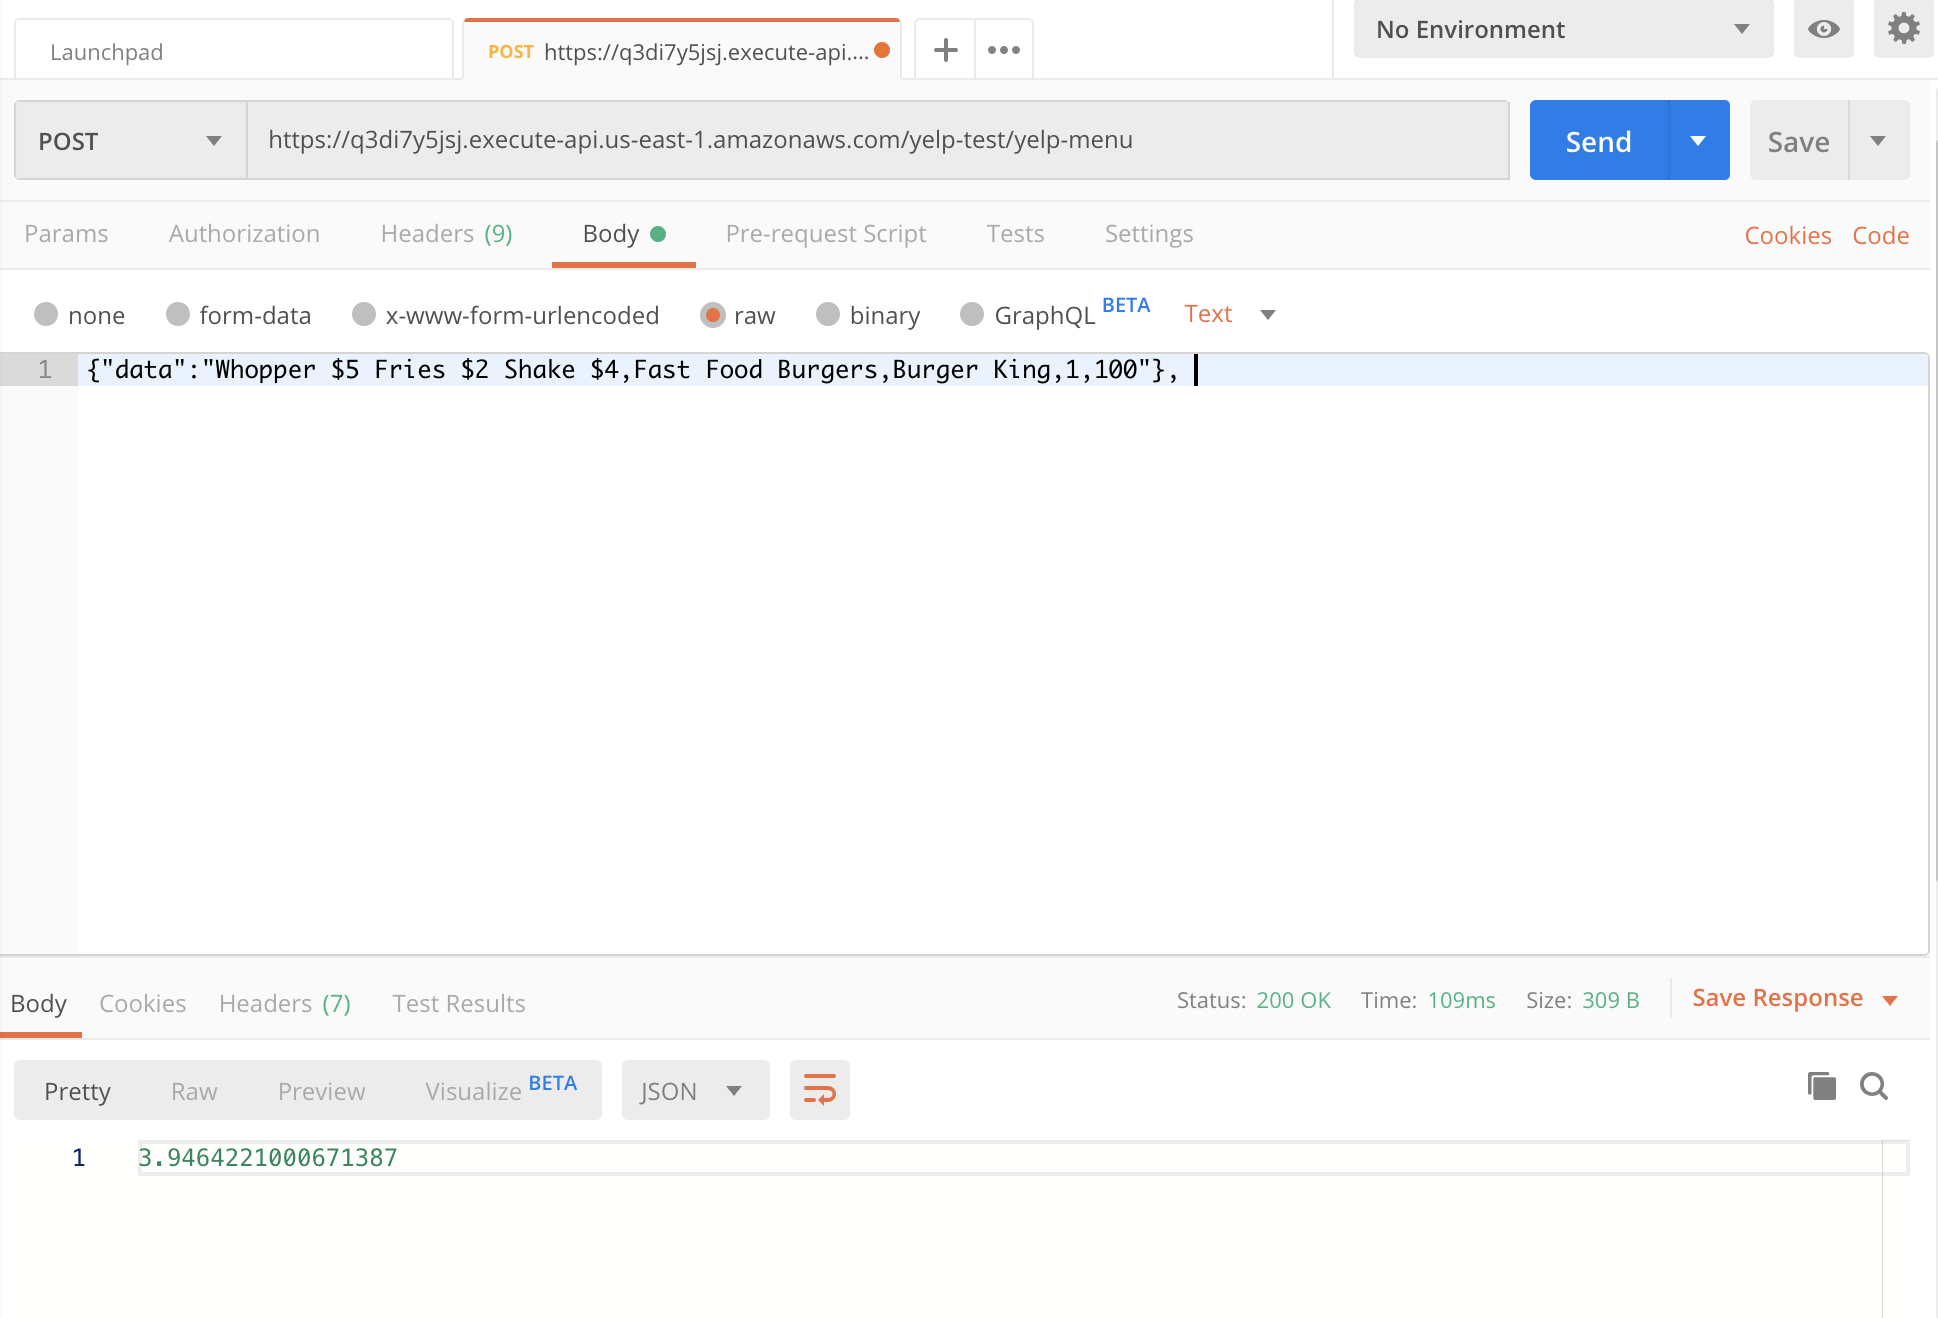 Launchpad POST https://q3di7y5jsj.execute-api.... No Environment
POST https://q3di7y5jsj.execute-api.us-east-1.amazonaws.com/yelp-test/yelp-menu Send Save
Params Authorization Headers (9) Body Pre-request Script Tests Settings Cookies Code
none form-data x-www-form-urlencoded raw binary GraphQL BETA Text
1 {"data":"Whopper $5 Fries $2 Shake $4,Fast Food Burgers,Burger King,1,100"},
Body Cookies Headers (7) Test Results Status: 200 OK Time: 109ms Size: 309 B Save Response
Pretty Raw Preview Visualize BETA JSON
1 3.9464221000671387